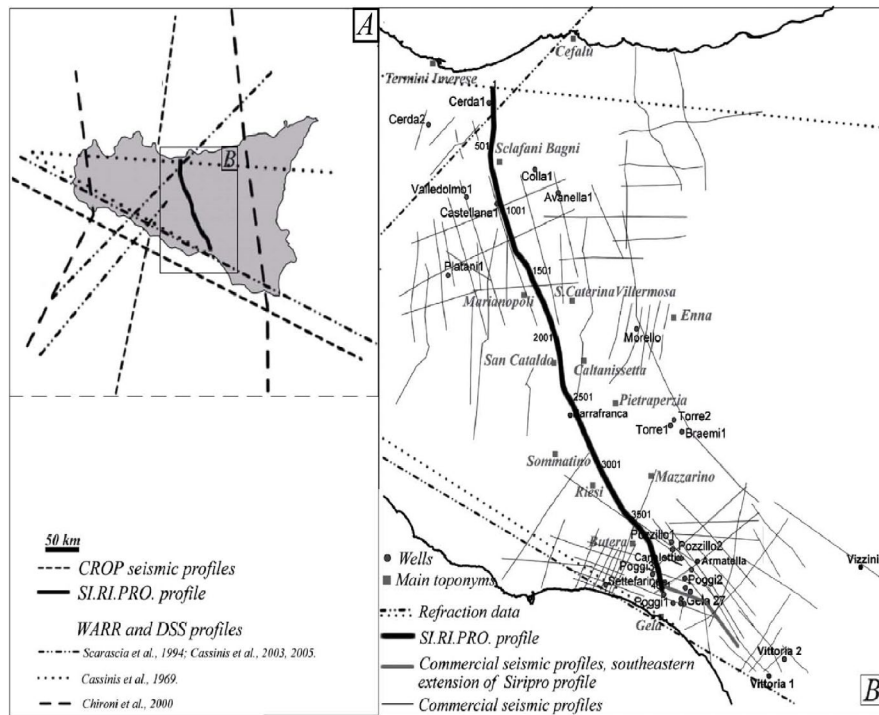 A
B
50 km
CROP seismic profiles
SI.RI.PRO. profile
WARR and DSS profiles
Scarascia et al., 1994; Cassinis et al., 2003, 2005.
Cassinis et al., 1969.
Chironi et al., 2000
Cefalù
Termini Imerese
1
Cerda1
Cerda2
501
Sclafani Bagni
Colla1
Valledolmo1
Avanella1
Castellana1
1001
Platani1
1501
Marianopoli
S.CaterinaVillermosa
Enna
Morello
2001
San Cataldo
Caltanissetta
2501
Pietraperzia
Barrafranca
Torre2
Torre1
Braemi1
Sommatino
3001
Mazzarino
Riesi
3501
Butera
Pozzillo1
Pozzillo2
Armatella
Vizzini
Poggi3
Poggi2
Settefarine
Poggi1
Gela 27
Gela
Vittoria 2
Vittoria 1
Wells
Main toponyms
Refraction data
SI.RI.PRO. profile
Commercial seismic profiles, southeastern
extension of Siripro profile
Commercial seismic profiles
B